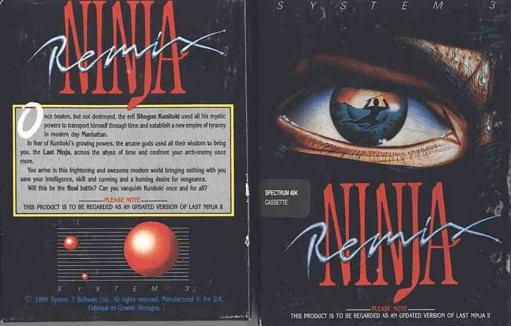 NINJA
Remix
Once beaten, but not destroyed, the evil Shogun Kunitoki used all his mystic
powers to transport himself through time and establish a new empire of tyranny
in modern day Manhattan.
In fear of Kunitoki's growing powers, the arcane gods used all their wisdom to bring
you, the Last Ninja, across the abyss of time and confront your arch-enemy once
more.
You arrive in this frightening and awesome modern world bringing nothing with you
save your intelligence, skill and cunning and a burning desire for vengeance.
Will this be the final battle? Can you vanquish Kunitoki once and for all?
PLEASE NOTE
THIS PRODUCT IS TO BE REGARDED AS AN UPDATED VERSION OF LAST NINJA II
SYSTEM 3
© 1990 System 3 Software Ltd. All rights reserved. Manufactured in the U.K.
Fabriqué en Grande Bretagne.
SYSTEM 3
SPECTRUM 48K
CASSETTE
NINJA
Remix
PLEASE NOTE
THIS PRODUCT IS TO BE REGARDED AS AN UPDATED VERSION OF LAST NINJA II